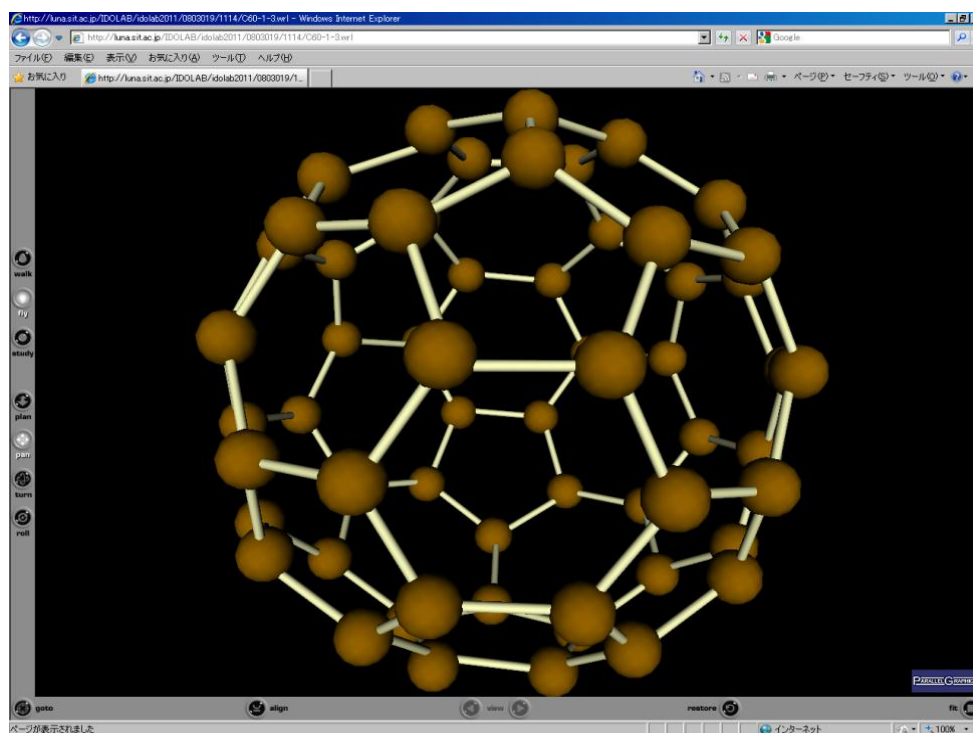 http://luna.sit.ac.jp/IDOLAB/idolab2011/0803019/1114/C60-1-3.wrl - Windows Internet Explorer
http://luna.sit.ac.jp/IDOLAB/idolab2011/0803019/1114/C60-1-3.wrl
Google
ファイル(F) 編集(E) 表示(V) お気に入り(A) ツール(T) ヘルプ(H)
お気に入り
http://luna.sit.ac.jp/IDOLAB/idolab2011/0803019/1...
ページ(P) セーフティ(S) ツール(O)
walk
fly
study
plan
pan
turn
roll
PARALLELGRAPHIC
goto align view restore fit
ページが表示されました インターネット 100%